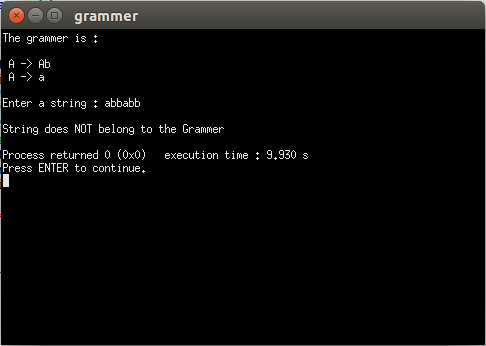 grammer
The grammer is :
A -> Ab
A -> a
Enter a string : abbabb
String does NOT belong to the Grammer
Process returned 0 (0x0)   execution time : 9.930 s
Press ENTER to continue.